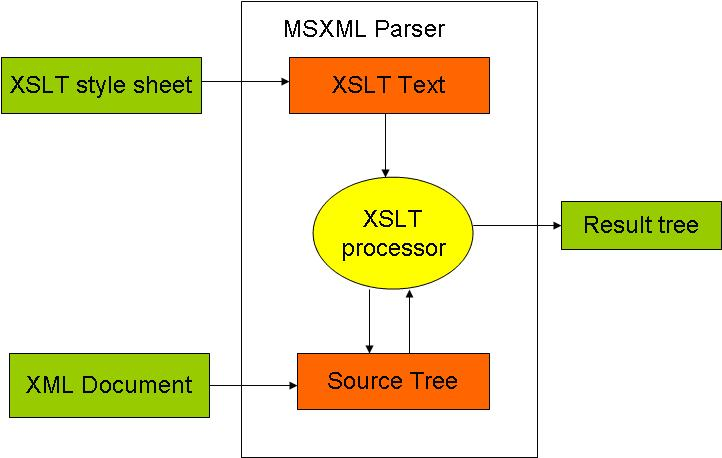 MSXML Parser
XSLT style sheet
XSLT Text
XSLT
processor
Result tree
XML Document
Source Tree